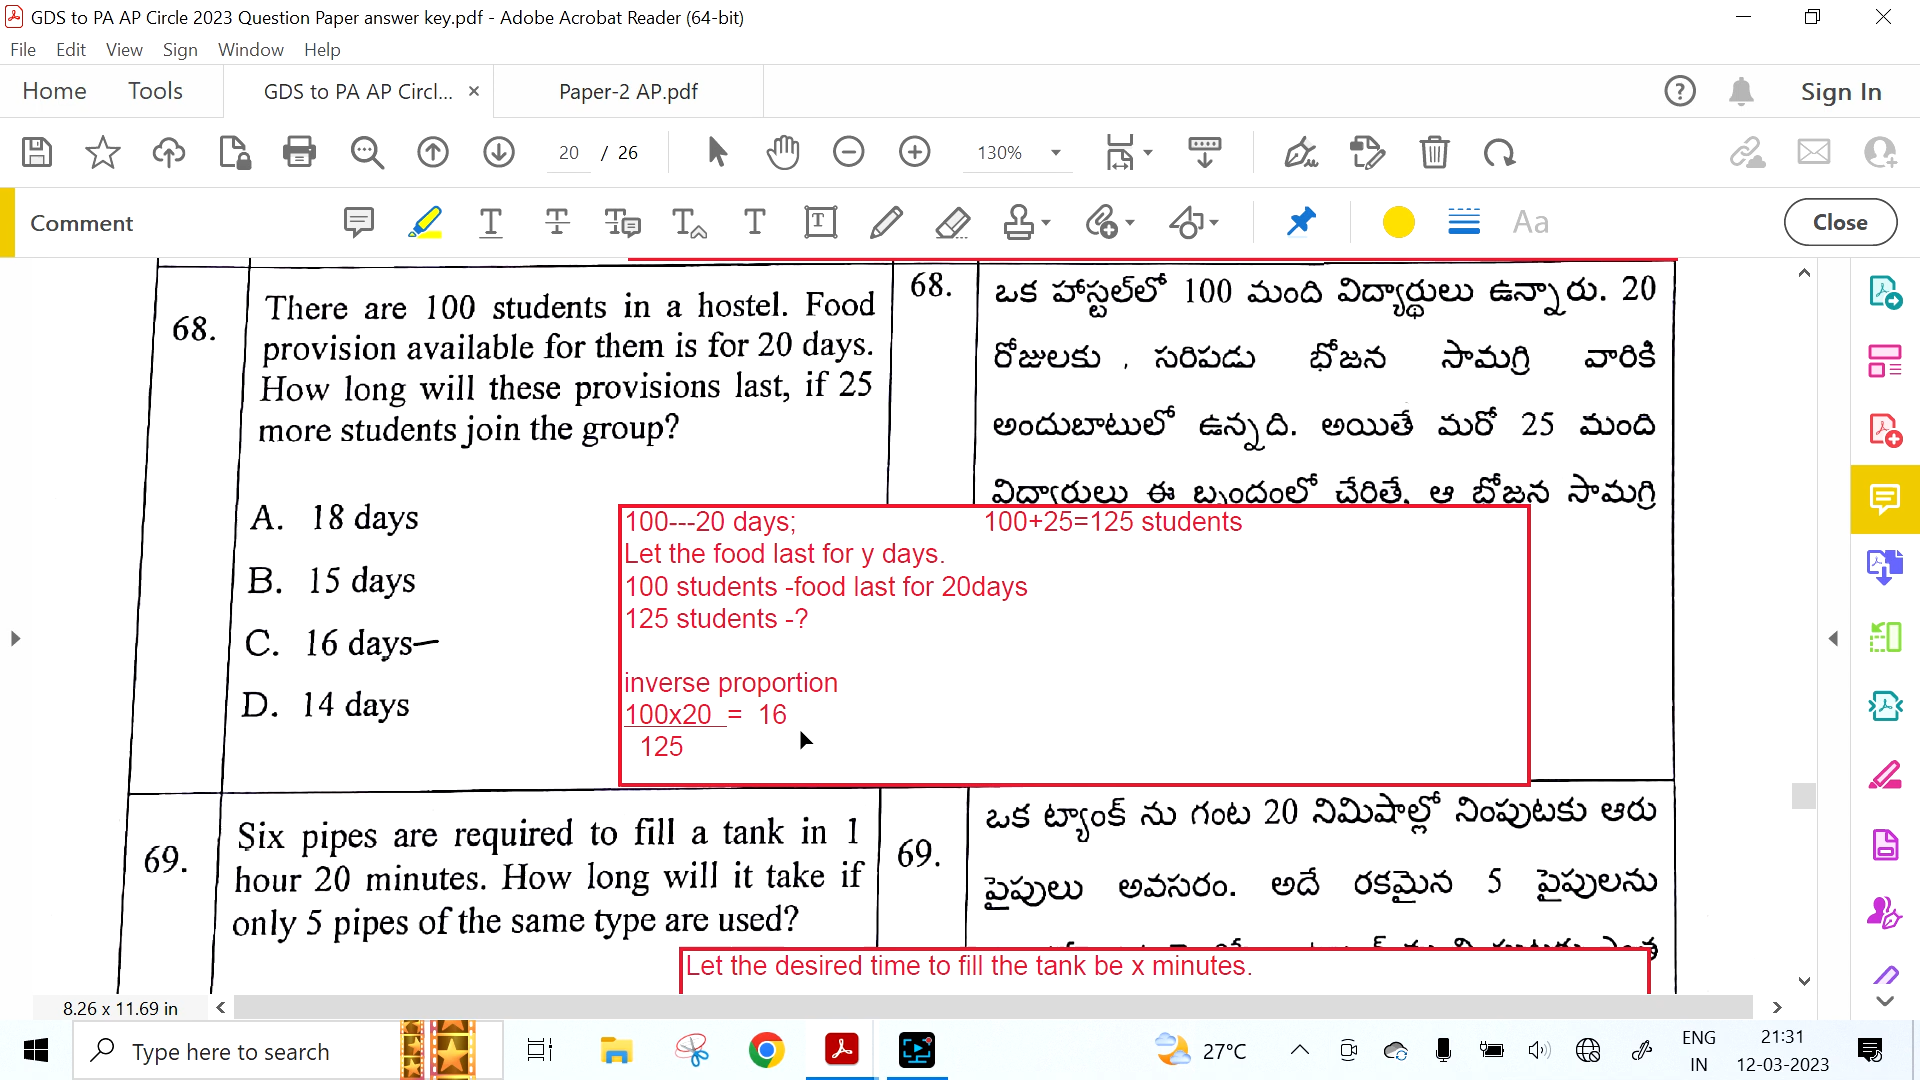 GDS to PA AP Circle 2023 Question Paper answer key.pdf - Adobe Acrobat Reader (64-bit)
File Edit View Sign Window Help
Home Tools GDS to PA AP Circl... × Paper-2 AP.pdf Sign In
20 / 26 130%
Comment Aa Close
68.
There are 100 students in a hostel. Food
provision available for them is for 20 days.
How long will these provisions last, if 25
more students join the group?
A. 18 days
B. 15 days
C. 16 days
D. 14 days
68.
ఒక హాస్టల్‌లో 100 మంది విద్యార్థులు ఉన్నారు. 20
రోజులకు , సరిపడు భోజన సామగ్రి వారికి
అందుబాటులో ఉన్నది. అయితే మరో 25 మంది
విద్యార్థులు ఈ బృందంలో చేరితే, ఆ భోజన సామగ్రి
100---20 days; 100+25=125 students
Let the food last for y days.
100 students -food last for 20days
125 students -?
inverse proportion
100x20 = 16
125
69.
Six pipes are required to fill a tank in 1
hour 20 minutes. How long will it take if
only 5 pipes of the same type are used?
69.
ఒక ట్యాంక్ ను గంట 20 నిమిషాల్లో నింపుటకు ఆరు
పైపులు అవసరం. అదే రకమైన 5 పైపులను
Let the desired time to fill the tank be x minutes.
8.26 x 11.69 in
Type here to search
27°C
ENG
IN
21:31
12-03-2023